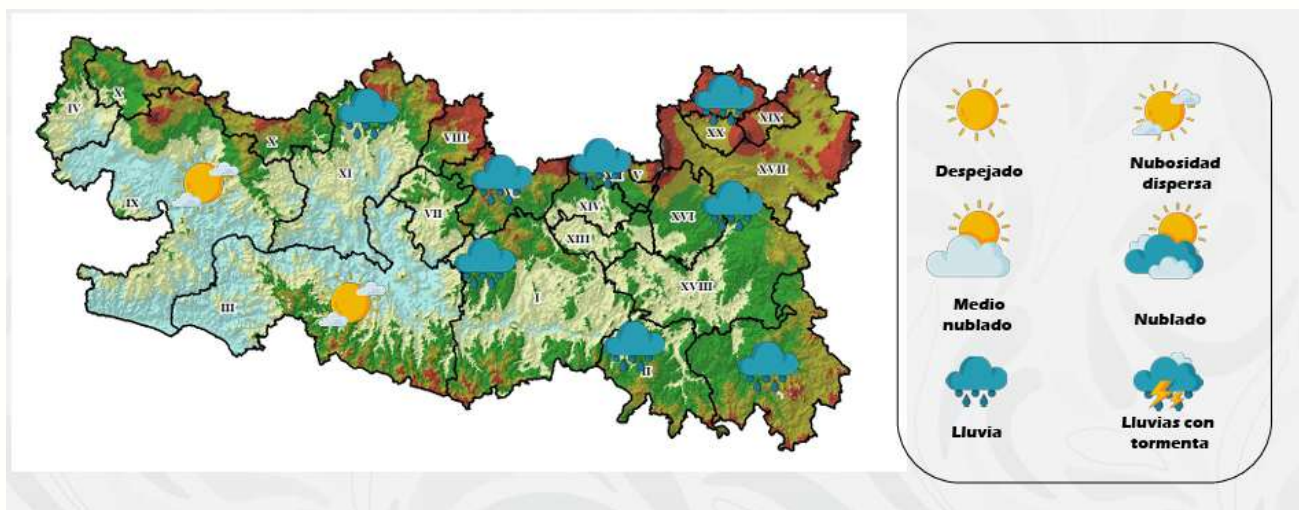 IV
X
VIII
X
XI
IX
VII
III
XIX
XX
XVII
V
XIV
XVI
XIII
I
XVIII
II
Despejado
Nubosidad
dispersa
Medio
nublado
Nublado
Lluvia
Lluvias con
tormenta